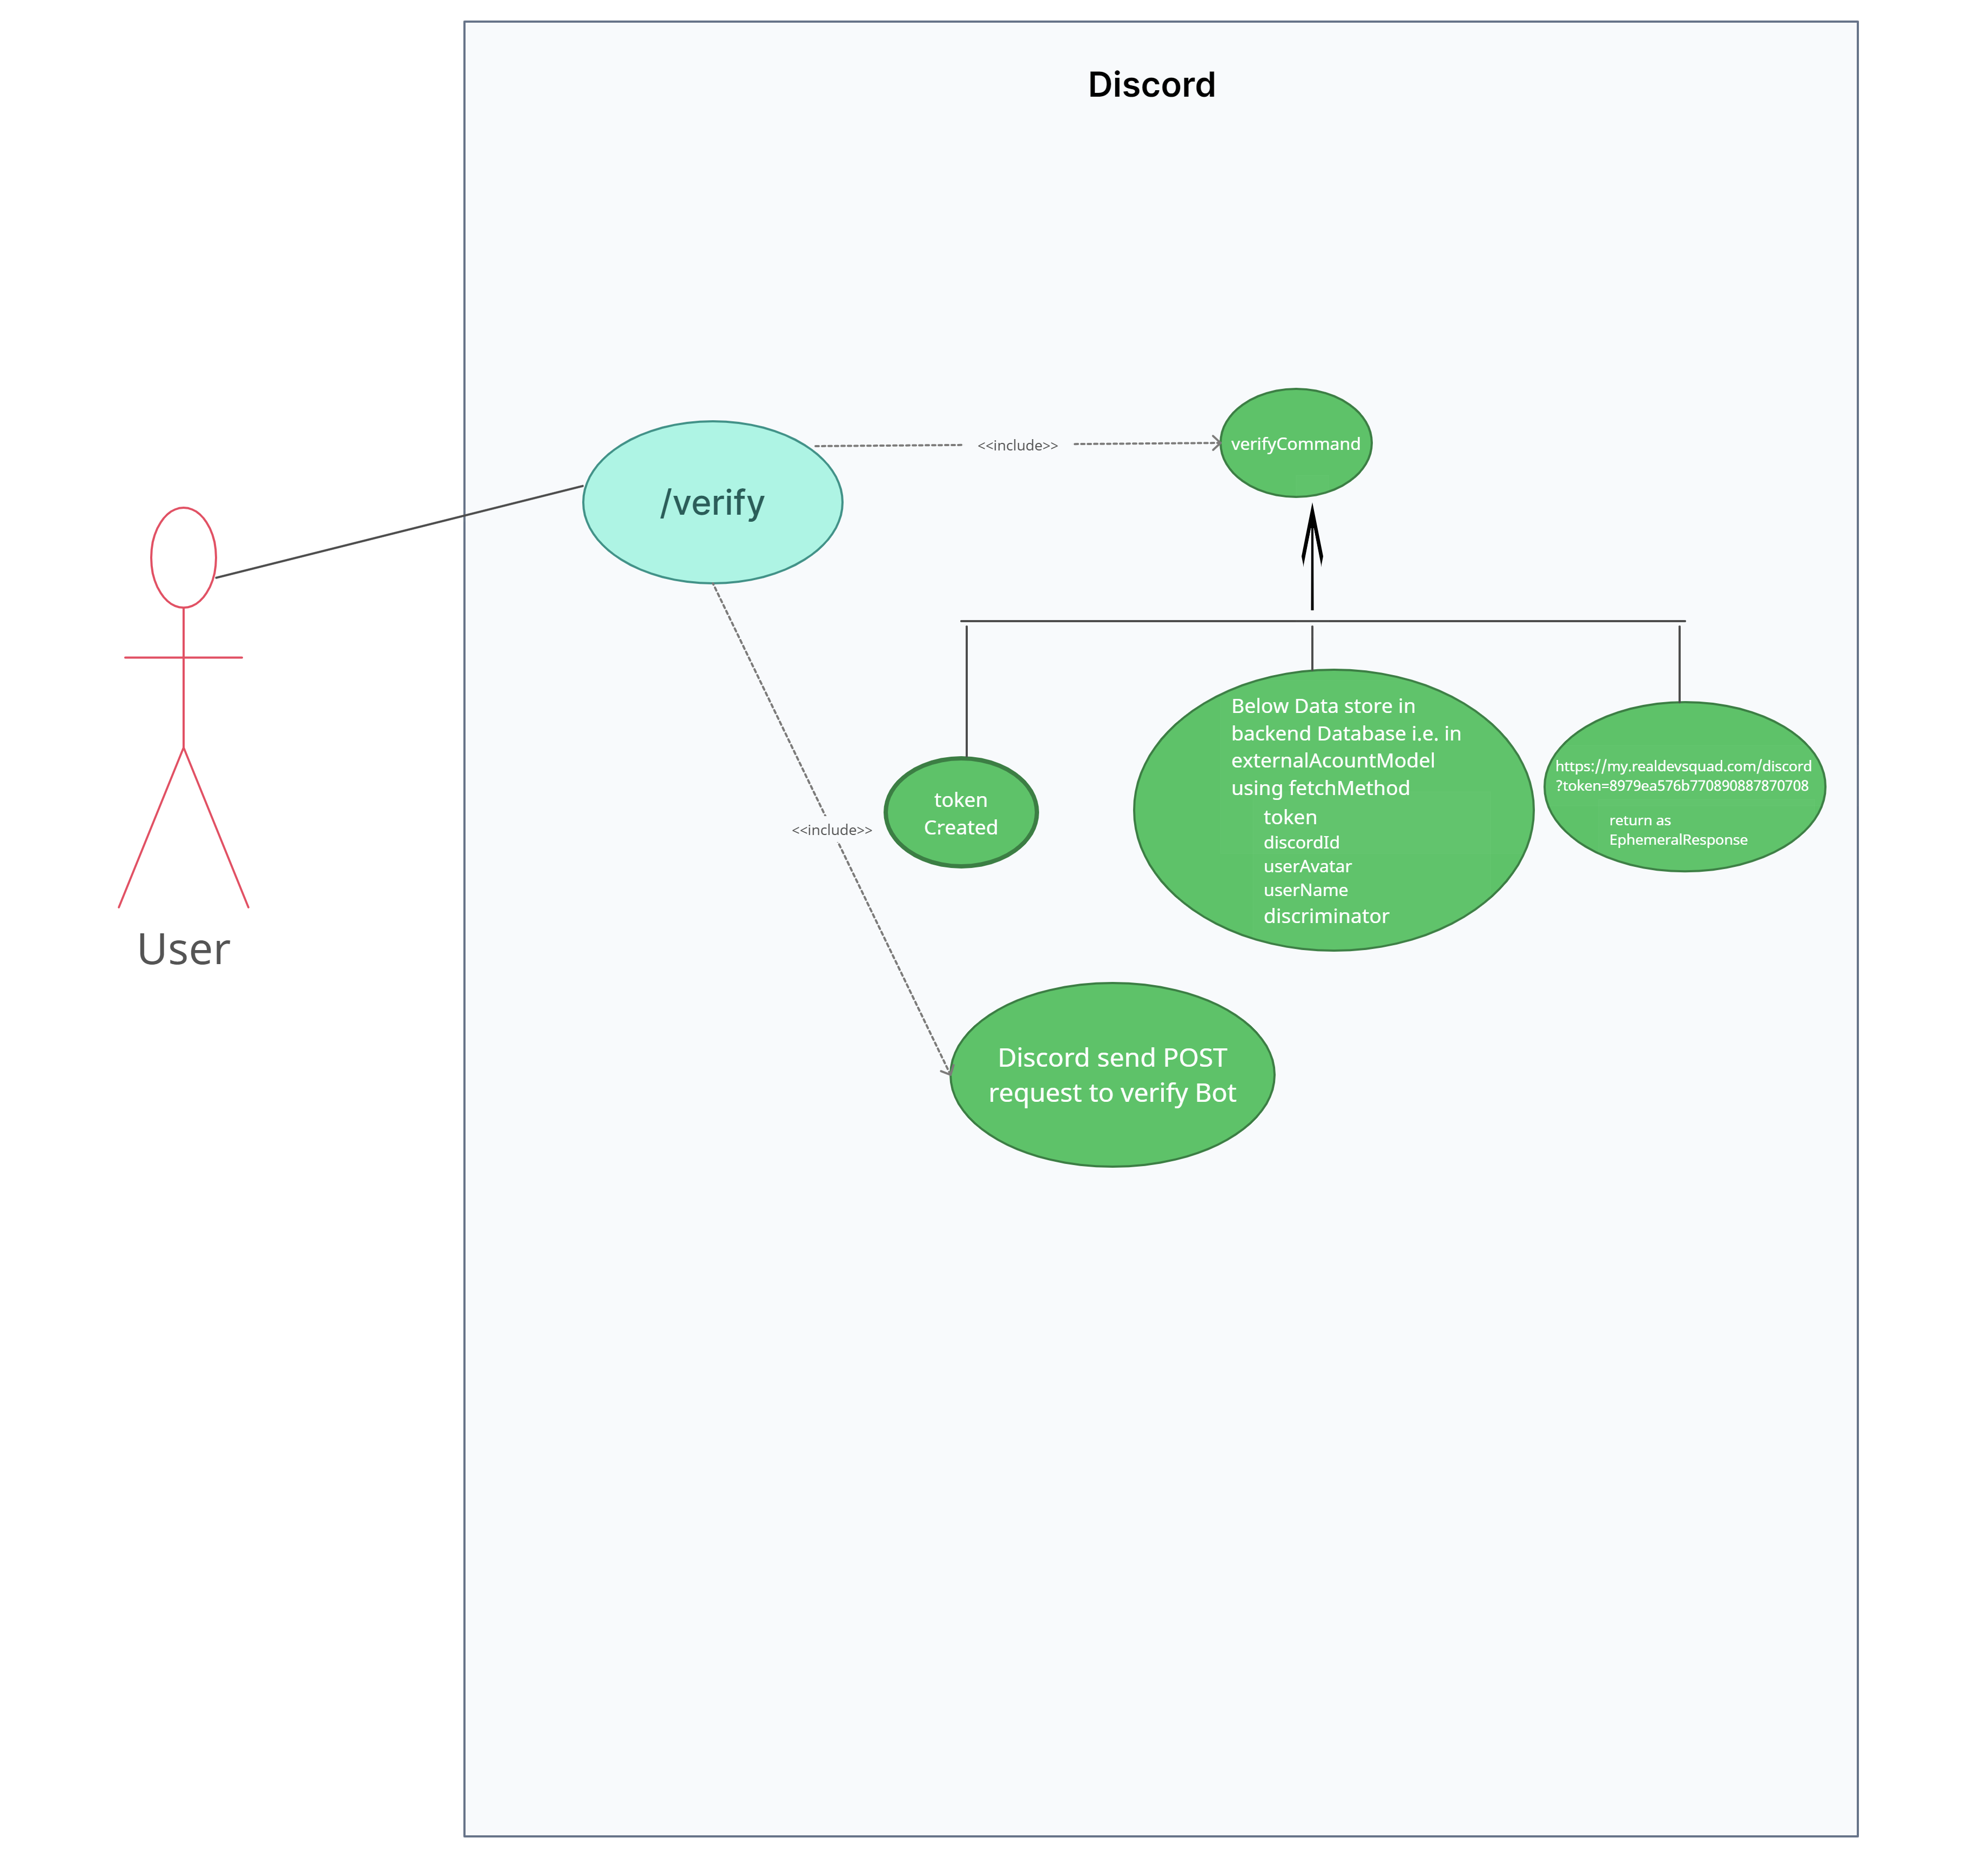 Discord
/verify
<<include>>
verifyCommand
User
<<include>>
token
Created
Below Data store in
backend Database i.e. in
externalAcountModel
using fetchMethod
token
discordId
userAvatar
userName
discriminator
https://my.realdevsquad.com/discord
?token=8979ea576b770890887870708
return as
EphemeralResponse
Discord send POST
request to verify Bot